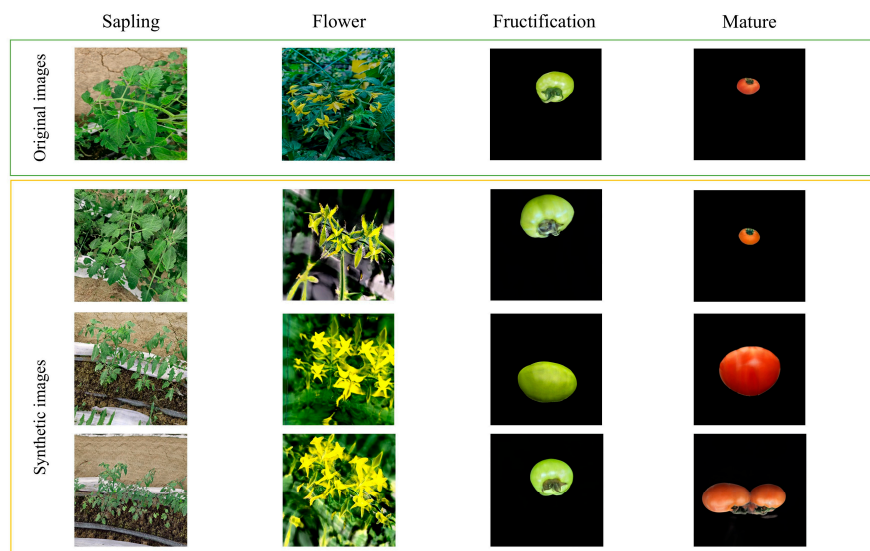 Sapling
Flower
Fructification
Mature
Original images
Synthetic images